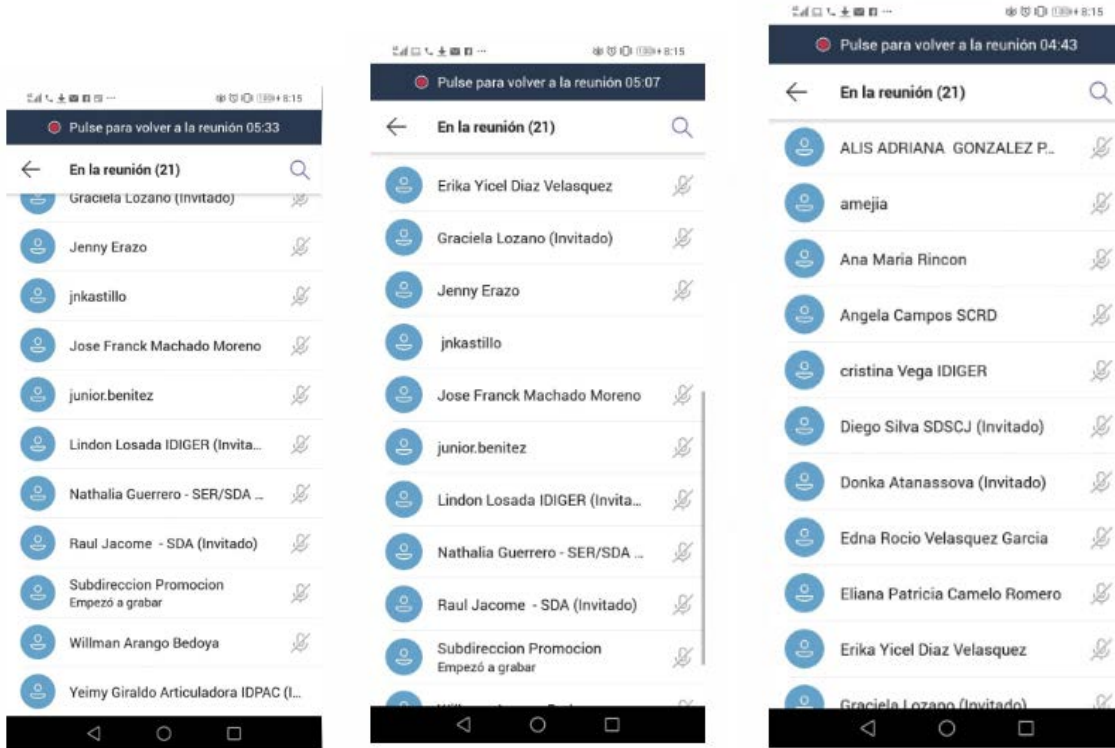 8:15
Pulse para volver a la reunión 05:33
En la reunión (21)
Graciela Lozano (Invitado)
Jenny Erazo
jnkastillo
Jose Franck Machado Moreno
junior.benitez
Lindon Losada IDIGER (Invita...
Nathalia Guerrero - SER/SDA ...
Raul Jacome - SDA (Invitado)
Subdireccion Promocion
Empezó a grabar
Willman Arango Bedoya
Yeimy Giraldo Articuladora IDPAC (I...
8:15
Pulse para volver a la reunión 05:07
En la reunión (21)
Erika Yicel Diaz Velasquez
Graciela Lozano (Invitado)
Jenny Erazo
jnkastillo
Jose Franck Machado Moreno
junior.benitez
Lindon Losada IDIGER (Invita...
Nathalia Guerrero - SER/SDA ...
Raul Jacome - SDA (Invitado)
Subdireccion Promocion
Empezó a grabar
8:15
Pulse para volver a la reunión 04:43
En la reunión (21)
ALIS ADRIANA GONZALEZ P...
amejia
Ana Maria Rincon
Angela Campos SCRD
cristina Vega IDIGER
Diego Silva SDSCJ (Invitado)
Donka Atanassova (Invitado)
Edna Rocio Velasquez Garcia
Eliana Patricia Camelo Romero
Erika Yicel Diaz Velasquez
Graciela Lozano (Invitado)